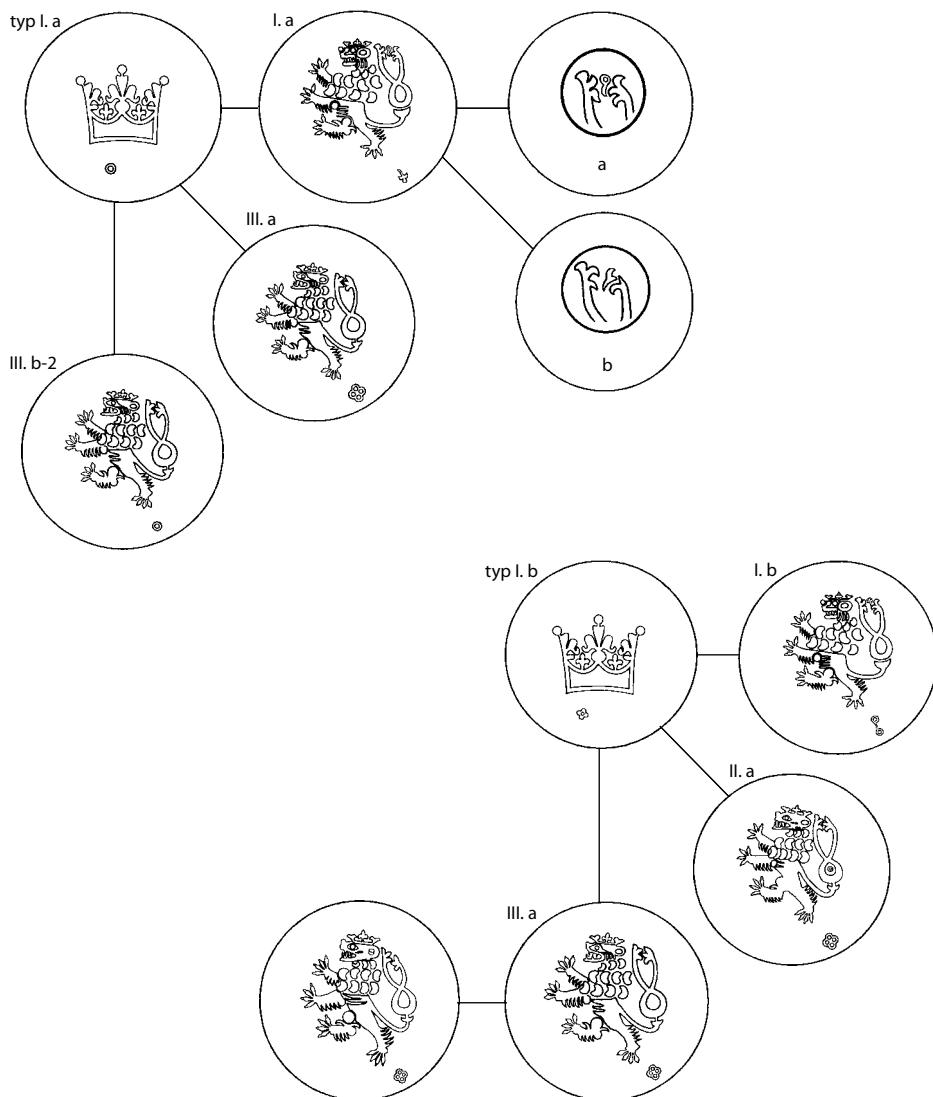 typ I. a
I. a
a
III. a
b
III. b-2
typ I. b
I. b
II. a
III. a